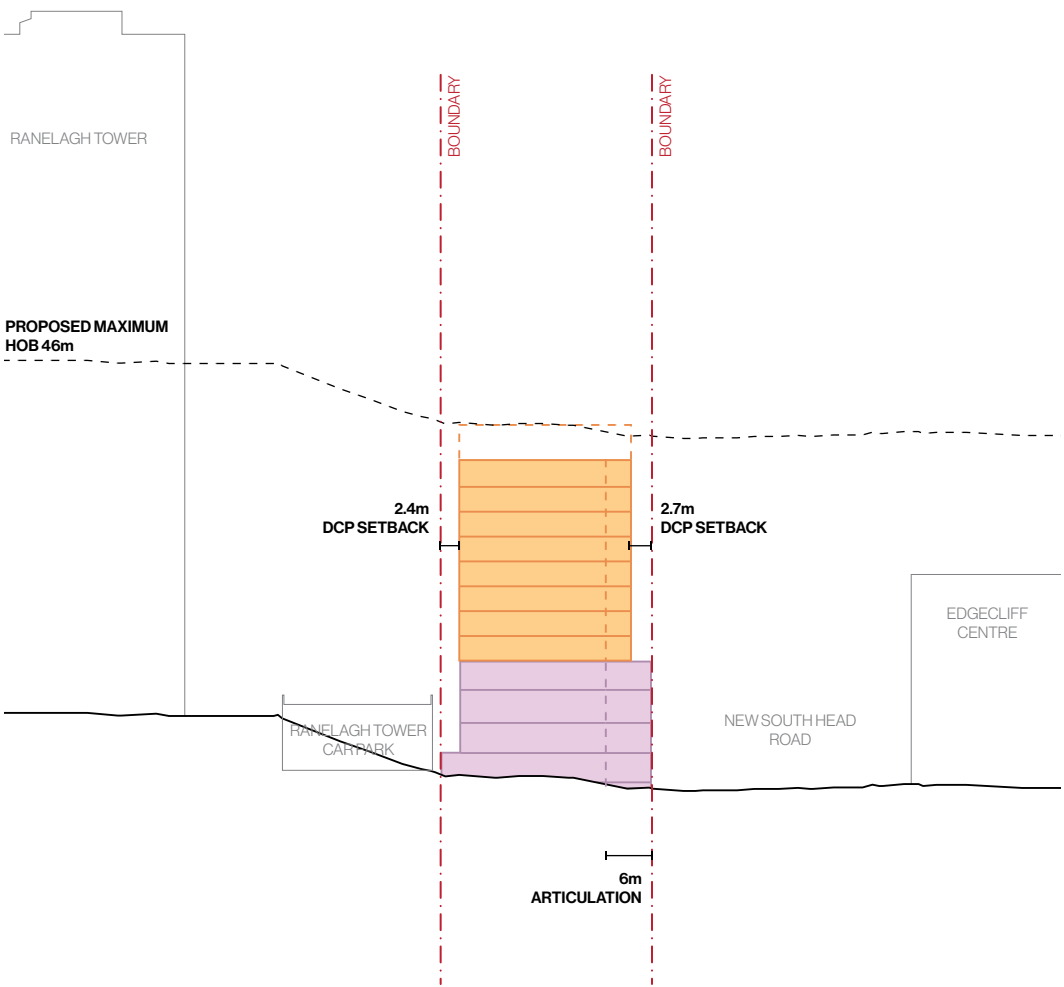 BOUNDARY
BOUNDARY
RANELAGH TOWER
PROPOSED MAXIMUM
HOB 46m
2.4m
DCP SETBACK
2.7m
DCP SETBACK
EDGECLIFF
CENTRE
RANELAGH TOWER
CAR PARK
NEW SOUTH HEAD
ROAD
6m
ARTICULATION